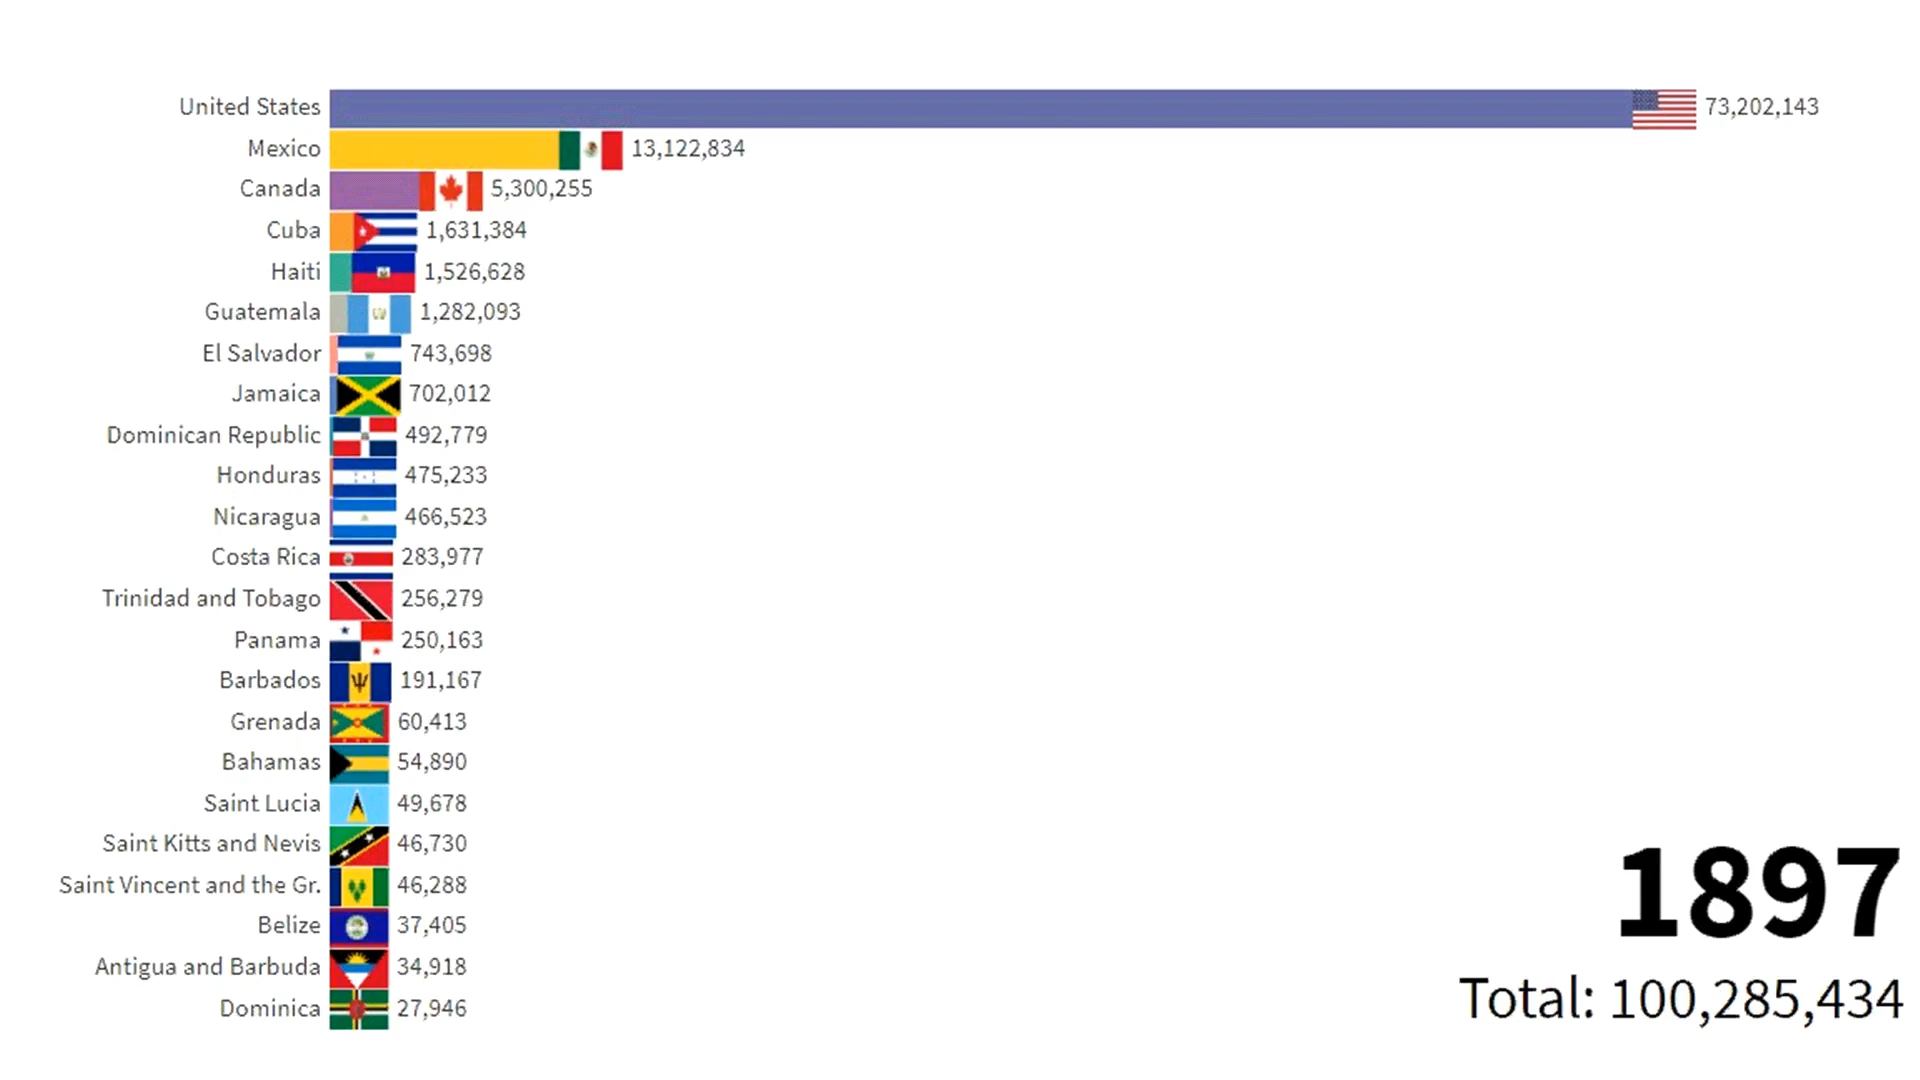 United States 73,202,143
Mexico 13,122,834
Canada 5,300,255
Cuba 1,631,384
Haiti 1,526,628
Guatemala 1,282,093
El Salvador 743,698
Jamaica 702,012
Dominican Republic 492,779
Honduras 475,233
Nicaragua 466,523
Costa Rica 283,977
Trinidad and Tobago 256,279
Panama 250,163
Barbados 191,167
Grenada 60,413
Bahamas 54,890
Saint Lucia 49,678
Saint Kitts and Nevis 46,730
Saint Vincent and the Gr. 46,288
Belize 37,405
Antigua and Barbuda 34,918
Dominica 27,946
1897
Total: 100,285,434